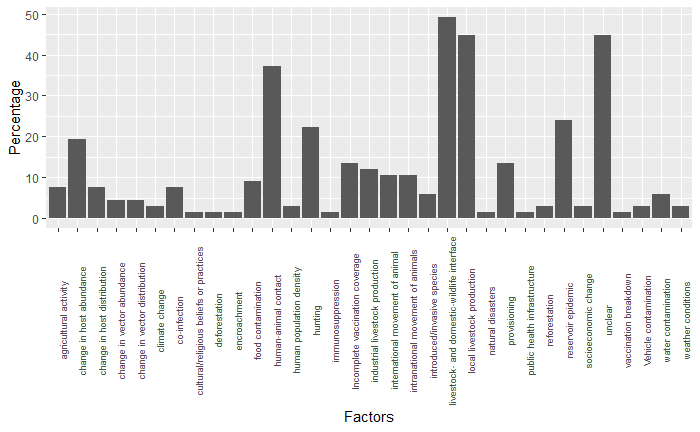 50
40
30
20
10
0
Percentage
agricultural activity
change in host abundance
change in host distribution
change in vector abundance
change in vector distribution
climate change
co-infection
cultural/religious beliefs or practices
deforestation
encroachment
food contamination
human-animal contact
human population density
hunting
immunosuppression
Incomplete vaccination coverage
industrial livestock production
international movement of animal
intranational movement of animals
introduced/invasive species
livestock- and domestic-wildlife interface
local livestock production
natural disasters
provisioning
public health infrastructure
reforestation
reservoir epidemic
socioeconomic change
unclear
vaccination breakdown
Vehicle contamination
water contamination
weather conditions
Factors